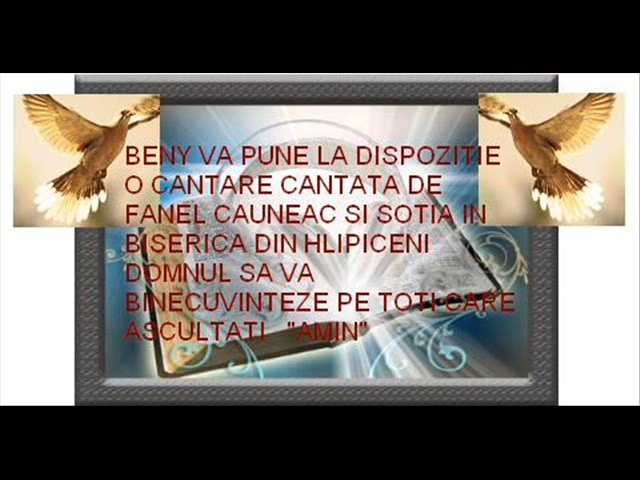 BENY VA PUNE LA DISPOZITIE
O CANTARE CANTATA DE
FANEL CAUNEAC SI SOTIA IN
BISERICA DIN HLIPICENI
DOMNUL SA VA
BINECUVINTEZE PE TOTI CARE
ASCULTATI "AMIN"